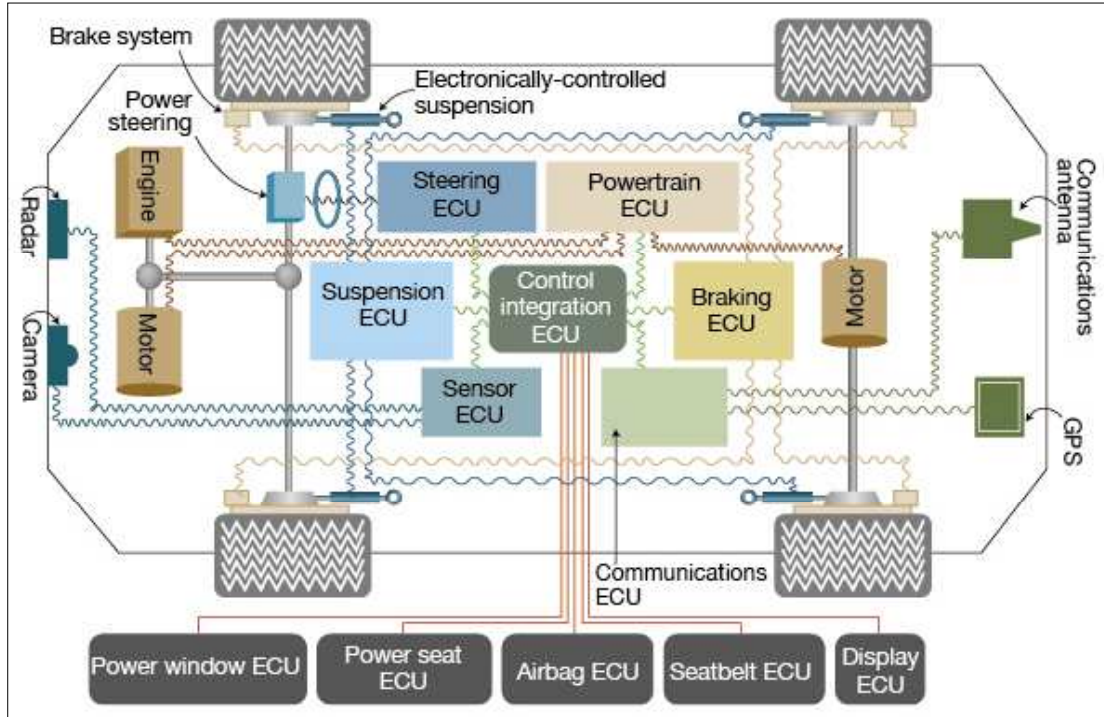 Brake system
Electronically-controlled
suspension
Power
steering
Engine
Steering
ECU
Powertrain
ECU
Communications
antenna
Radar
Suspension
ECU
Control
integration
ECU
Braking
ECU
Motor
Motor
Camera
Sensor
ECU
GPS
Communications
ECU
Power window ECU
Power seat
ECU
Airbag ECU
Seatbelt ECU
Display
ECU